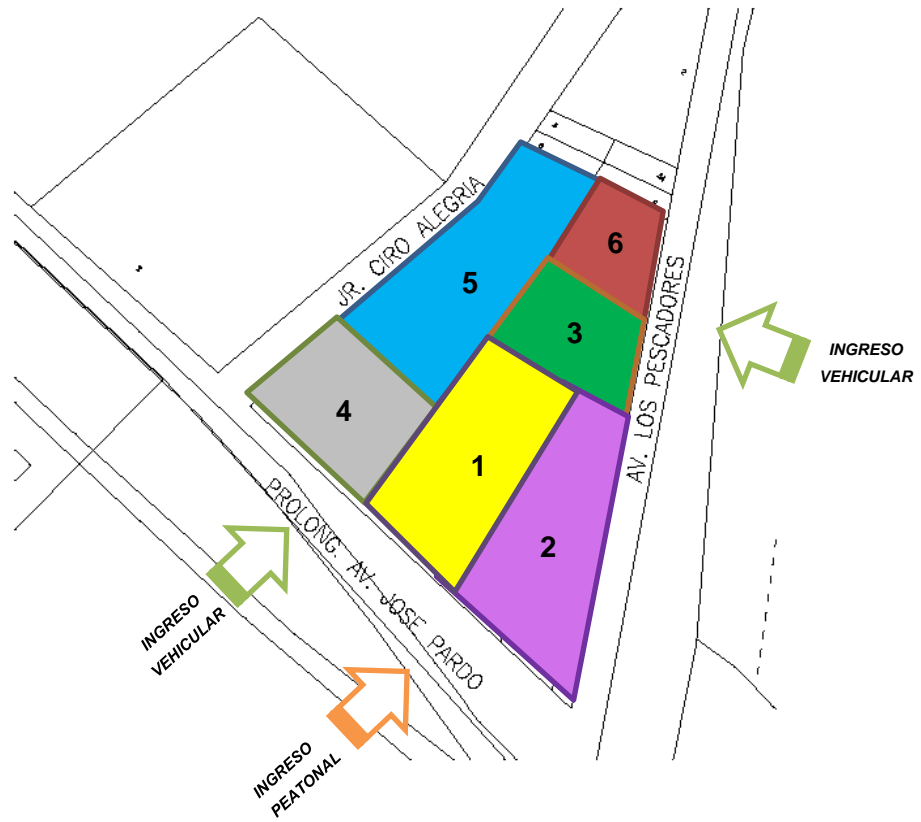 JR. CIRO ALEGRIA
6
5
3
AV. LOS PESCADORES
INGRESO
VEHICULAR
4
1
2
PROLONG. AV. JOSE PARDO
INGRESO
VEHICULAR
INGRESO
PEATONAL